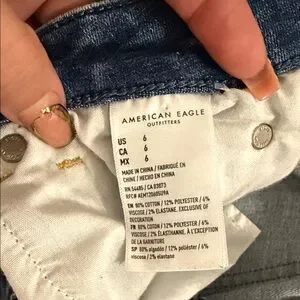 AMERICAN EAGLE
OUTFITTERS
US 6
CA 6
MX 6
MADE IN CHINA / FABRIQUÉ EN
CHINE / HECHO EN CHINA
RN 54485 / CA 03073
RFC#
EN 80% COTTON / 12% POLYESTER / 6%
VISCOSE / 2% ELASTANE, EXCLUSIVE OF
DECORATION
FR 80% COTON / 12% POLYESTER / 6%
VISCOSE / 2% ÉLASTHANNE, À L'EXCEPTION
DE LA GARNITURE
SP 80% algodón / 12% poliéster / 6%
viscose / 2% elastano